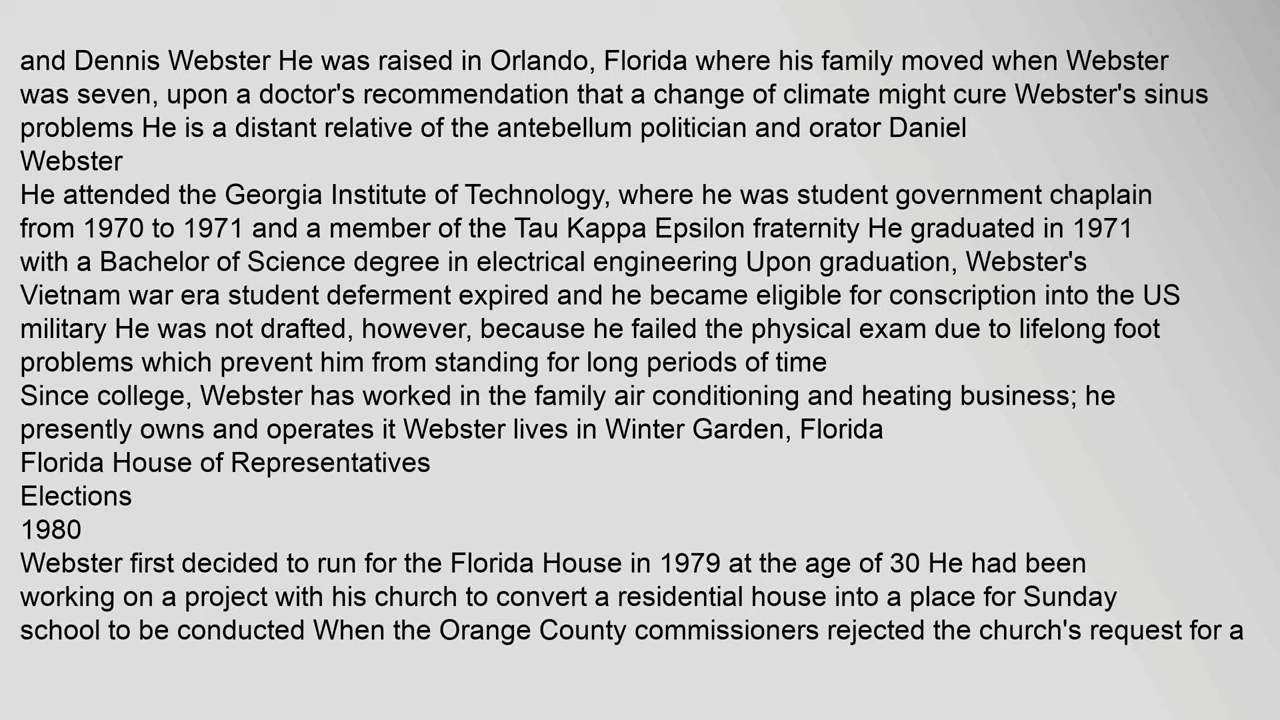 and Dennis Webster He was raised in Orlando, Florida where his family moved when Webster
was seven, upon a doctor's recommendation that a change of climate might cure Webster's sinus
problems He is a distant relative of the antebellum politician and orator Daniel
Webster
He attended the Georgia Institute of Technology, where he was student government chaplain
from 1970 to 1971 and a member of the Tau Kappa Epsilon fraternity He graduated in 1971
with a Bachelor of Science degree in electrical engineering Upon graduation, Webster's
Vietnam war era student deferment expired and he became eligible for conscription into the US
military He was not drafted, however, because he failed the physical exam due to lifelong foot
problems which prevent him from standing for long periods of time
Since college, Webster has worked in the family air conditioning and heating business; he
presently owns and operates it Webster lives in Winter Garden, Florida
Florida House of Representatives
Elections
1980
Webster first decided to run for the Florida House in 1979 at the age of 30 He had been
working on a project with his church to convert a residential house into a place for Sunday
school to be conducted When the Orange County commissioners rejected the church's request for a